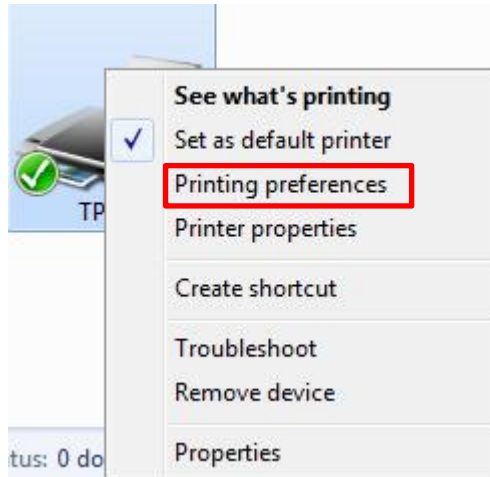 See what's printing
Set as default printer
Printing preferences
TP
Printer properties
Create shortcut
Troubleshoot
Remove device
tus: 0 do
Properties